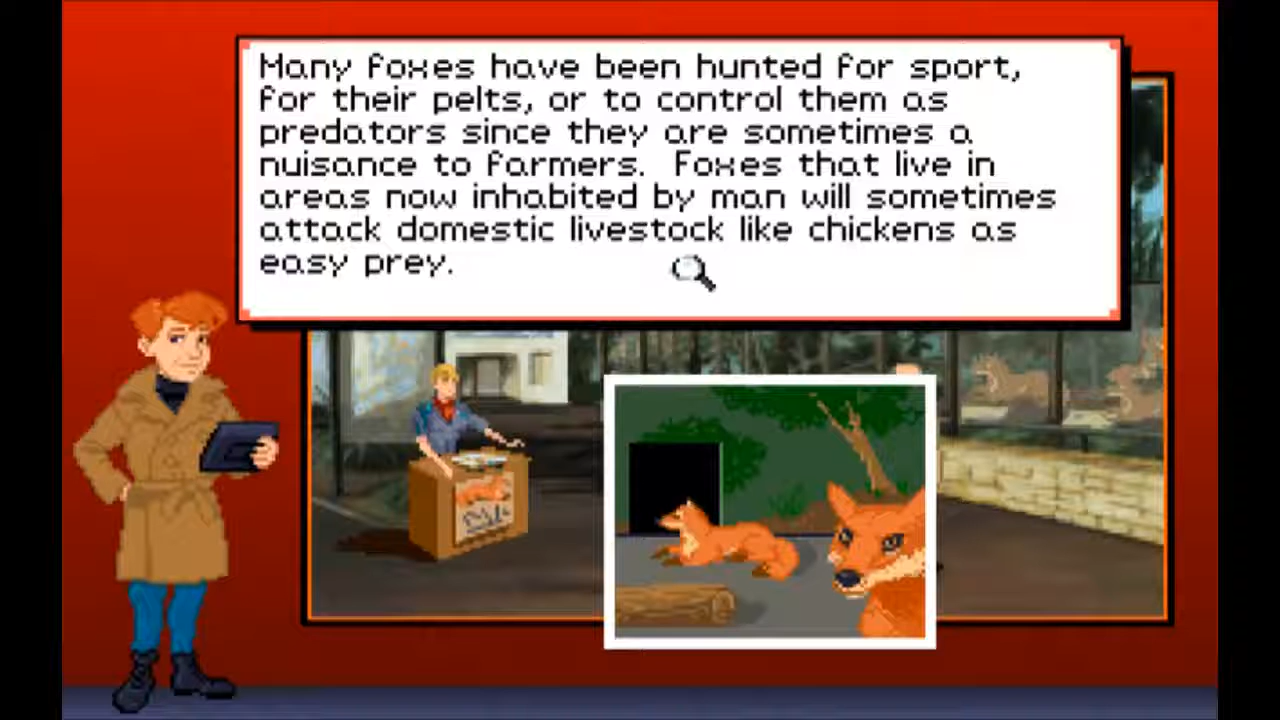 Many foxes have been hunted for sport,
for their pelts, or to control them as
predators since they are sometimes a
nuisance to farmers.  Foxes that live in
areas now inhabited by man will sometimes
attack domestic livestock like chickens as
easy prey.